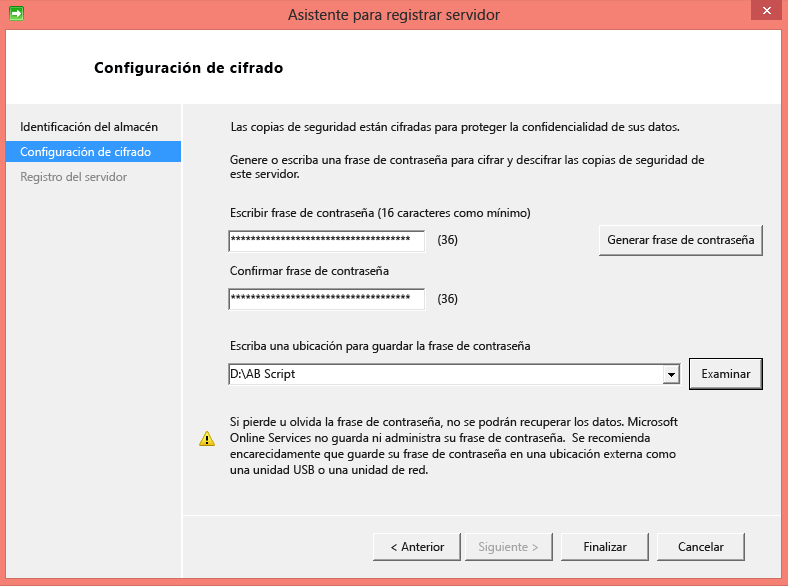 Asistente para registrar servidor
Configuración de cifrado
Identificación del almacén
Configuración de cifrado
Registro del servidor
Las copias de seguridad están cifradas para proteger la confidencialidad de sus datos.
Genere o escriba una frase de contraseña para cifrar y descifrar las copias de seguridad de
este servidor.
Escribir frase de contraseña (16 caracteres como mínimo)
************************************ (36)
Generar frase de contraseña
Confirmar frase de contraseña
************************************ (36)
Escriba una ubicación para guardar la frase de contraseña
D:\AB Script
Examinar
Si pierde u olvida la frase de contraseña, no se podrán recuperar los datos. Microsoft
Online Services no guarda ni administra su frase de contraseña.  Se recomienda
encarecidamente que guarde su frase de contraseña en una ubicación externa como
una unidad USB o una unidad de red.
< Anterior
Siguiente >
Finalizar
Cancelar